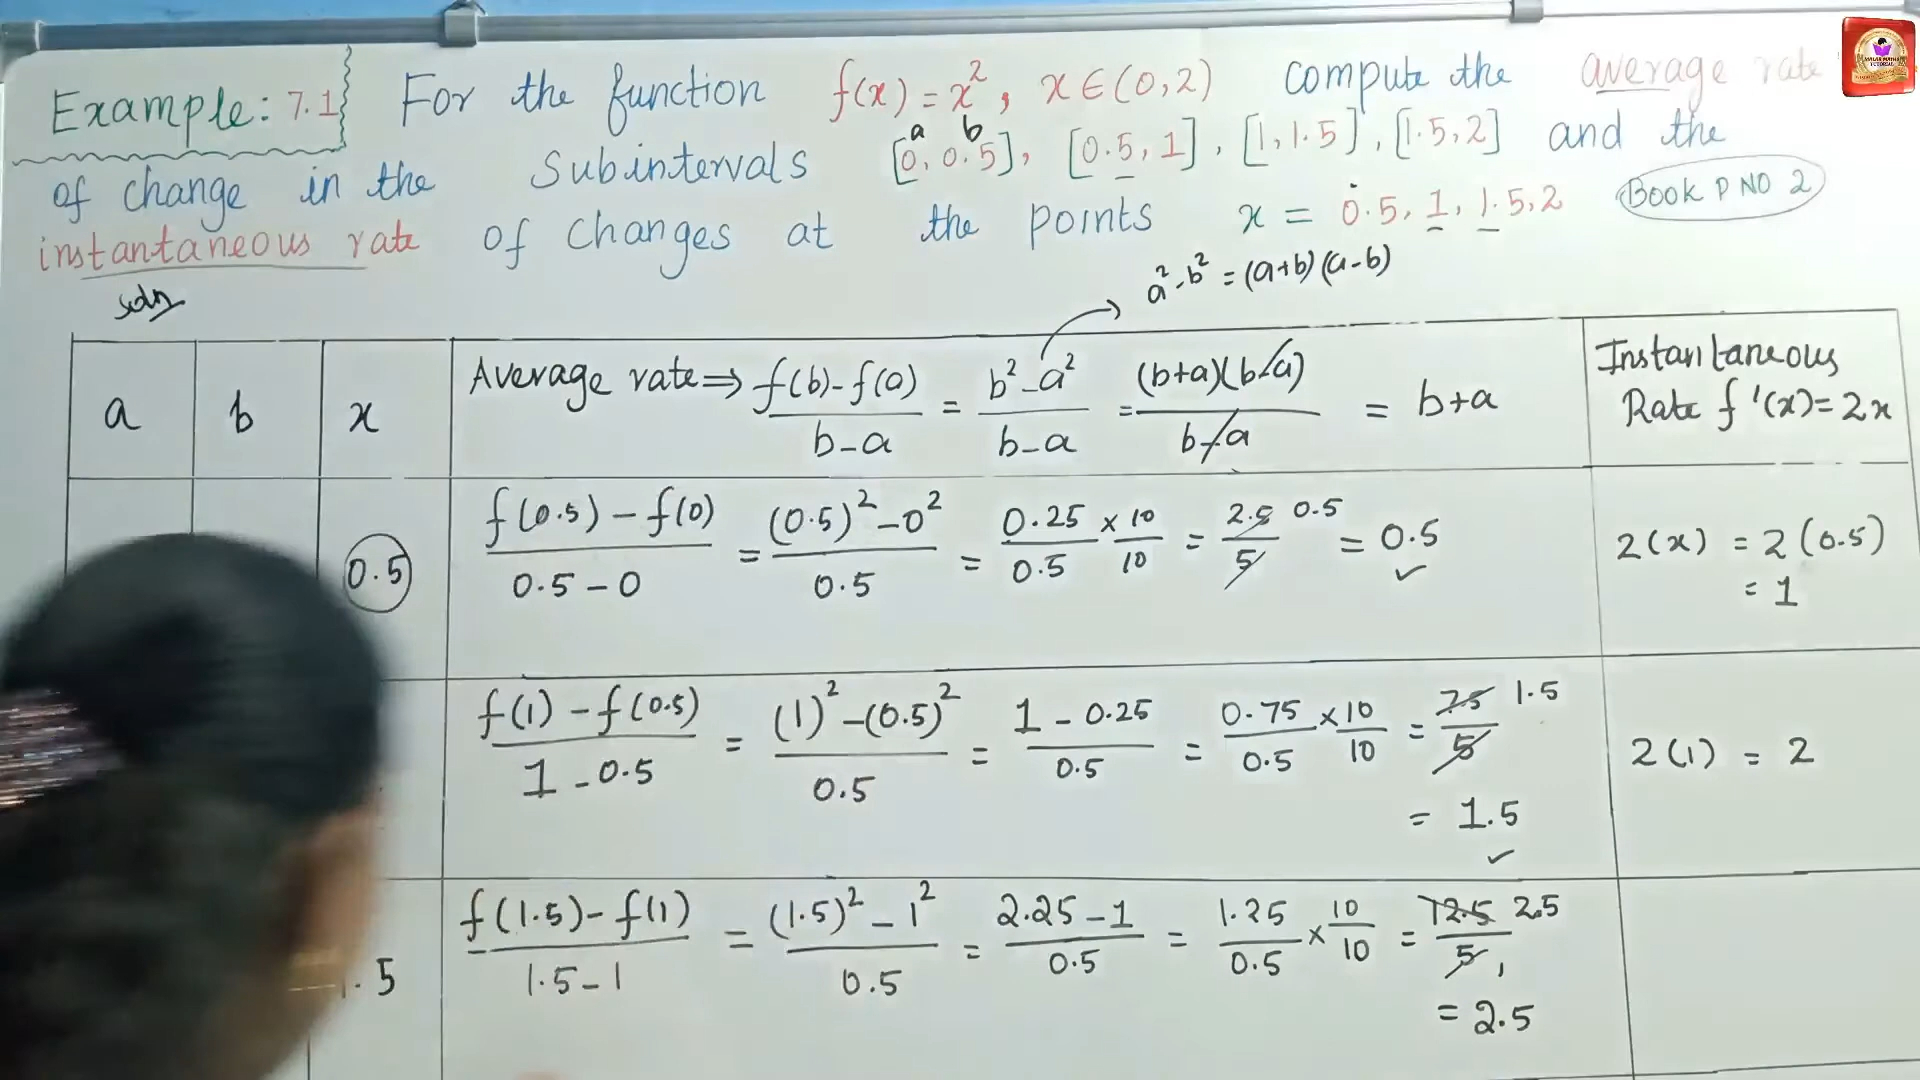 Example: 7.1 For the function f(x) = x², x∈(0,2) compute the average rate
of change in the Subintervals [0, 0.5], [0.5, 1], [1, 1.5], [1.5, 2] and the
a b
instantaneous rate of changes at the points x = 0.5, 1, 1.5, 2 Book P NO 2
a² - b² = (a+b)(a-b)
Soln
a b x Average rate ⇒ f(b) - f(a) / b - a = b² - a² / b - a = (b+a)(b-a) / b-a = b+a Instantaneous Rate f'(x) = 2x
0.5 f(0.5) - f(0) / 0.5 - 0 = (0.5)² - 0² / 0.5 = 0.25 / 0.5 × 10 / 10 = 2.5 / 5 0.5 = 0.5 ✓ 2(x) = 2(0.5)
= 1
f(1) - f(0.5) / 1 - 0.5 = (1)² - (0.5)² / 0.5 = 1 - 0.25 / 0.5 = 0.75 / 0.5 × 10 / 10 = 7.5 / 5 1.5 2(1) = 2
= 1.5 ✓
.5 f(1.5) - f(1) / 1.5 - 1 = (1.5)² - 1² / 0.5 = 2.25 - 1 / 0.5 = 1.25 / 0.5 × 10 / 10 = 12.5 / 5 2.5
= 2.5